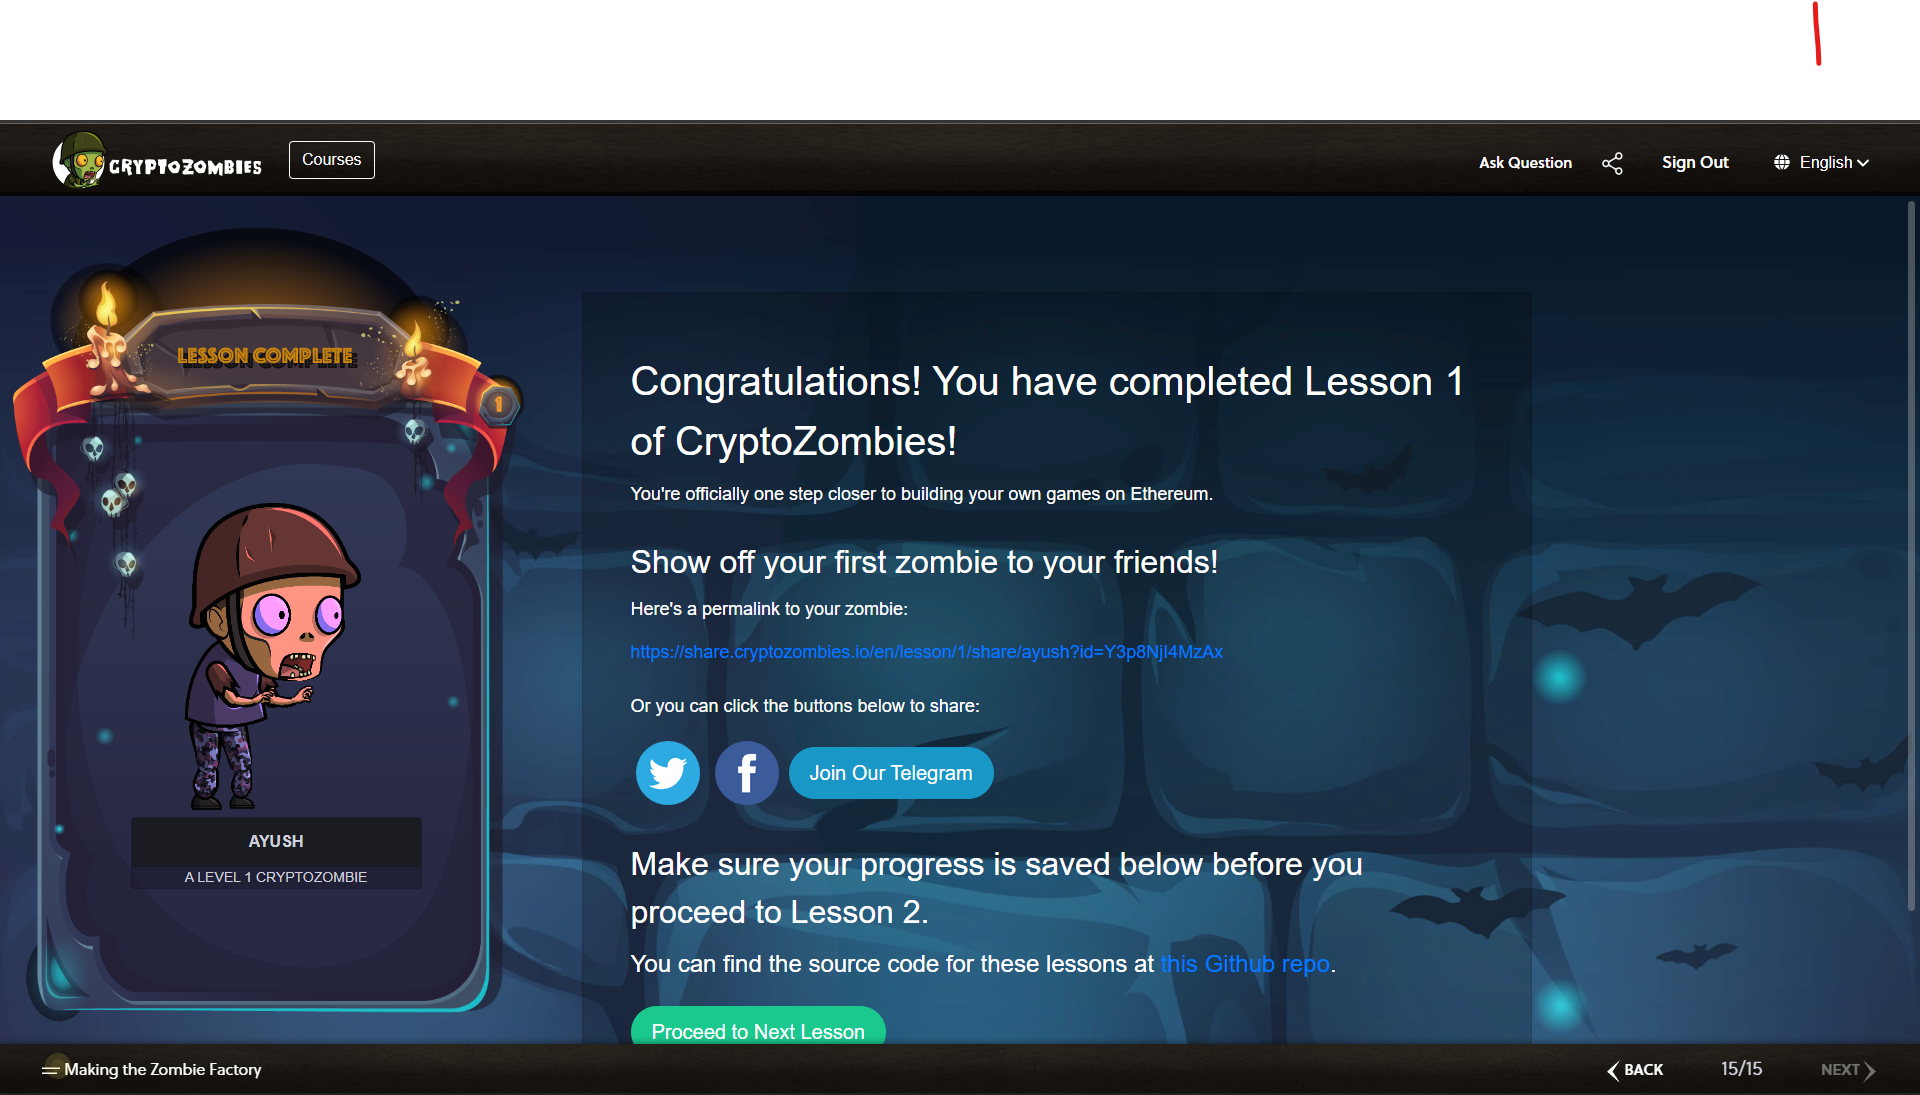 CRYPTOZOMBIES
Courses
Ask Question
Sign Out
English
LESSON COMPLETE
1
AYUSH
A LEVEL 1 CRYPTOZOMBIE
Congratulations! You have completed Lesson 1
of CryptoZombies!
You're officially one step closer to building your own games on Ethereum.
Show off your first zombie to your friends!
Here's a permalink to your zombie:
https://share.cryptozombies.io/en/lesson/1/share/ayush?id=Y3p8NjI4MzAx
Or you can click the buttons below to share:
Join Our Telegram
Make sure your progress is saved below before you
proceed to Lesson 2.
You can find the source code for these lessons at this Github repo.
Proceed to Next Lesson
Making the Zombie Factory
BACK
15/15
NEXT